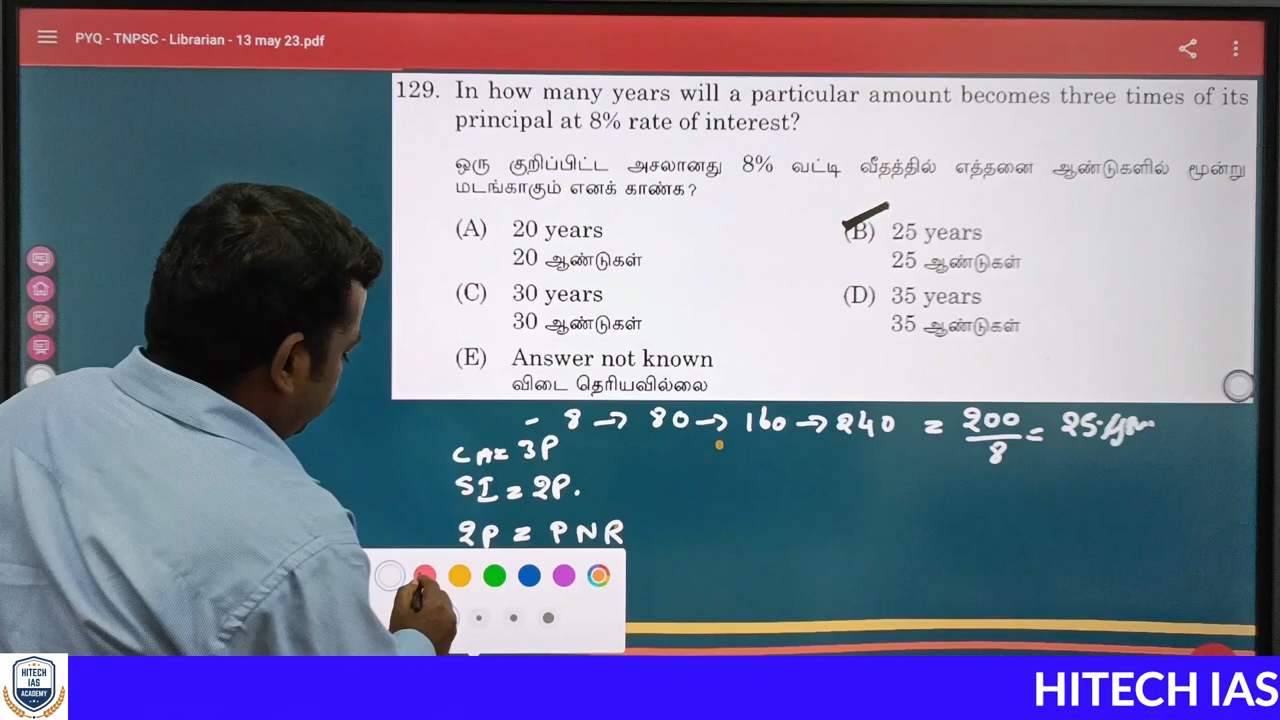 PYQ - TNPSC - Librarian - 13 may 23.pdf
129. In how many years will a particular amount becomes three times of its
principal at 8% rate of interest?
ஒரு குறிப்பிட்ட அசலானது 8% வட்டி வீதத்தில் எத்தனை ஆண்டுகளில் மூன்று
மடங்காகும் எனக் காண்க?
(A) 20 years
20 ஆண்டுகள்
(B) 25 years
25 ஆண்டுகள்
(C) 30 years
30 ஆண்டுகள்
(D) 35 years
35 ஆண்டுகள்
(E) Answer not known
விடை தெரியவில்லை
- 8 → 80 → 160 → 240 = 200/8 = 25
= 3P
SI = 2P.
2P = PNR
HITECH
IAS
ACADEMY
HITECH IAS